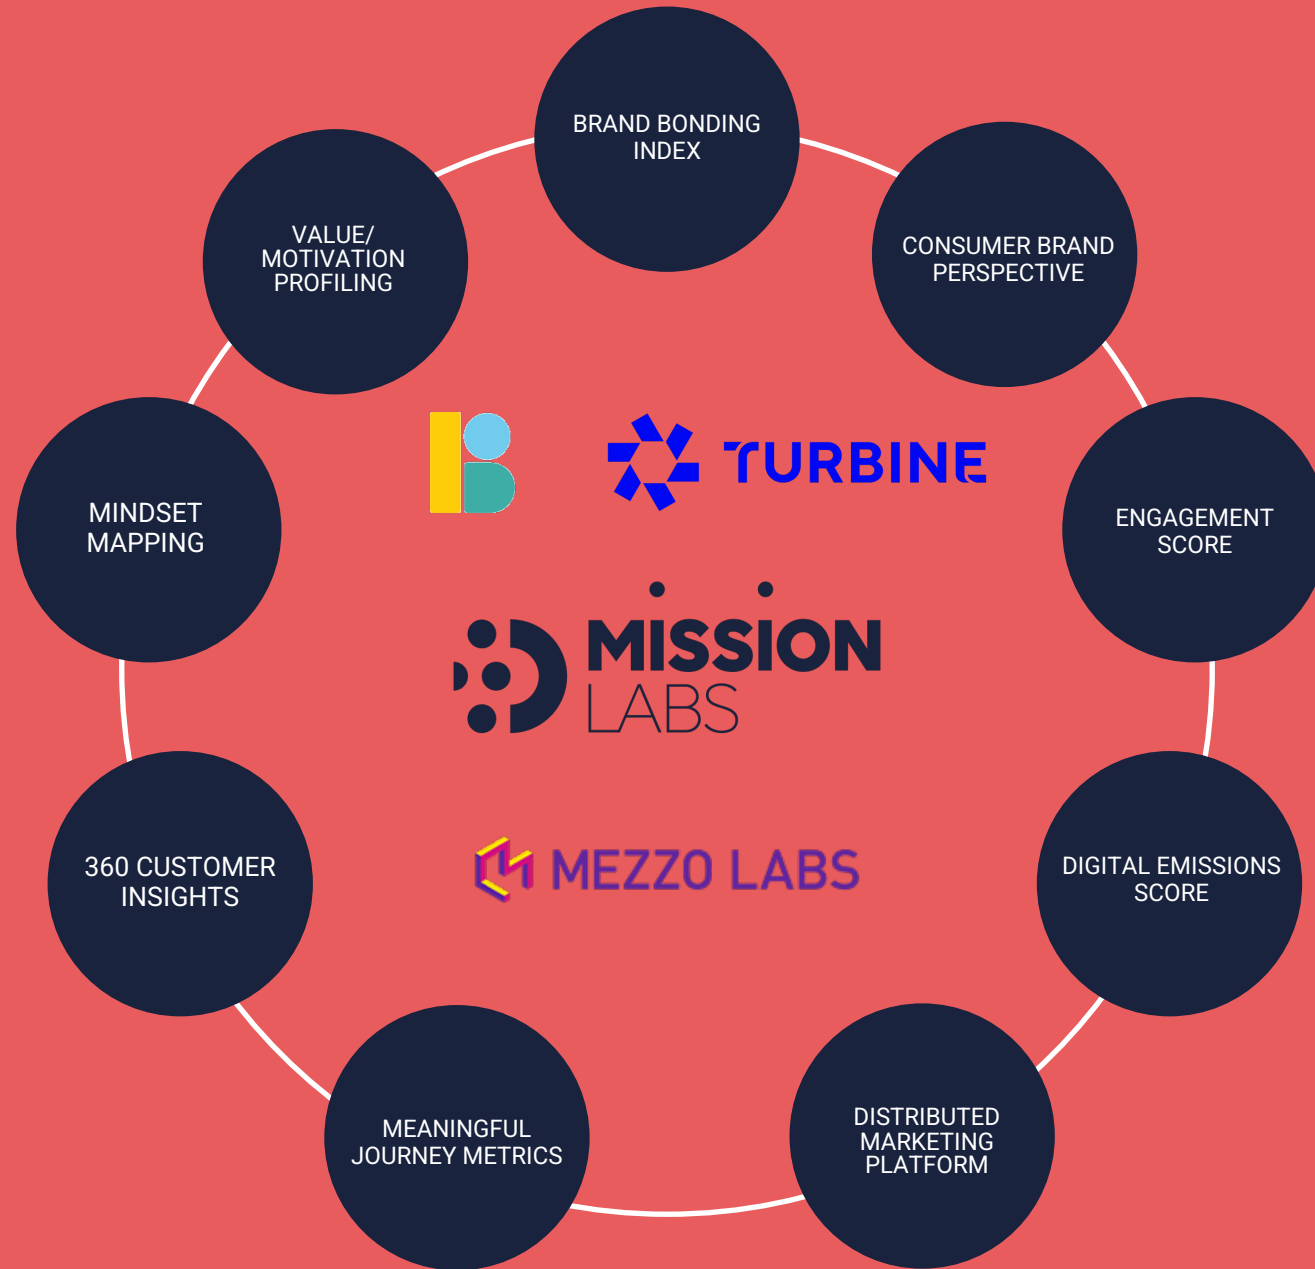 BRAND BONDING
INDEX
CONSUMER BRAND
PERSPECTIVE
VALUE/
MOTIVATION
PROFILING
TURBINE
MINDSET
MAPPING
ENGAGEMENT
SCORE
MISSION
LABS
360 CUSTOMER
INSIGHTS
MEZZO LABS
DIGITAL EMISSIONS
SCORE
MEANINGFUL
JOURNEY METRICS
DISTRIBUTED
MARKETING
PLATFORM